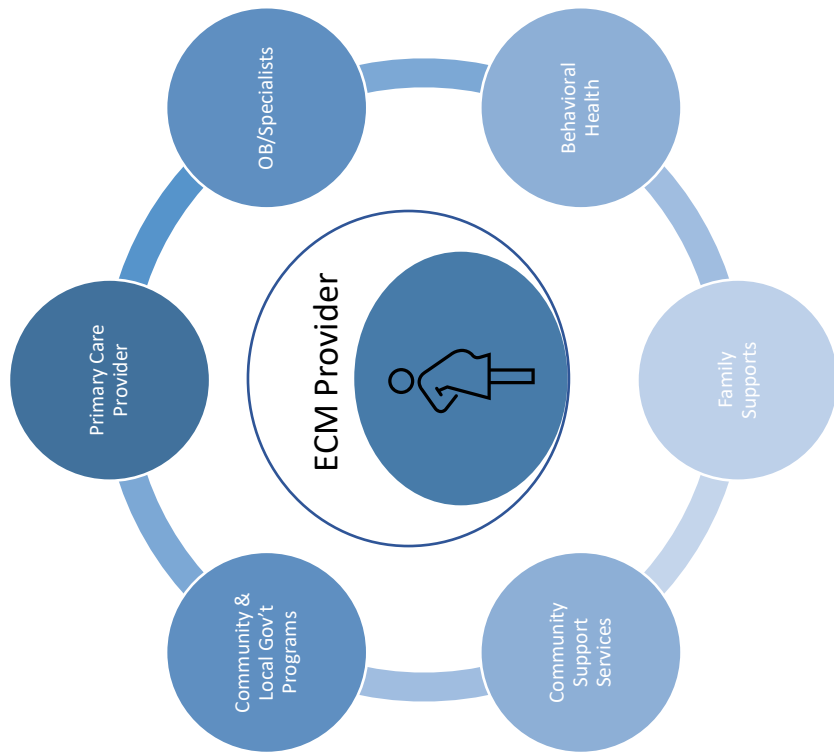 Primary Care
Provider
OB/Specialists
Behavioral
Health
Family
Supports
Community
Support
Services
Community &
Local Gov’t
Programs
ECM Provider